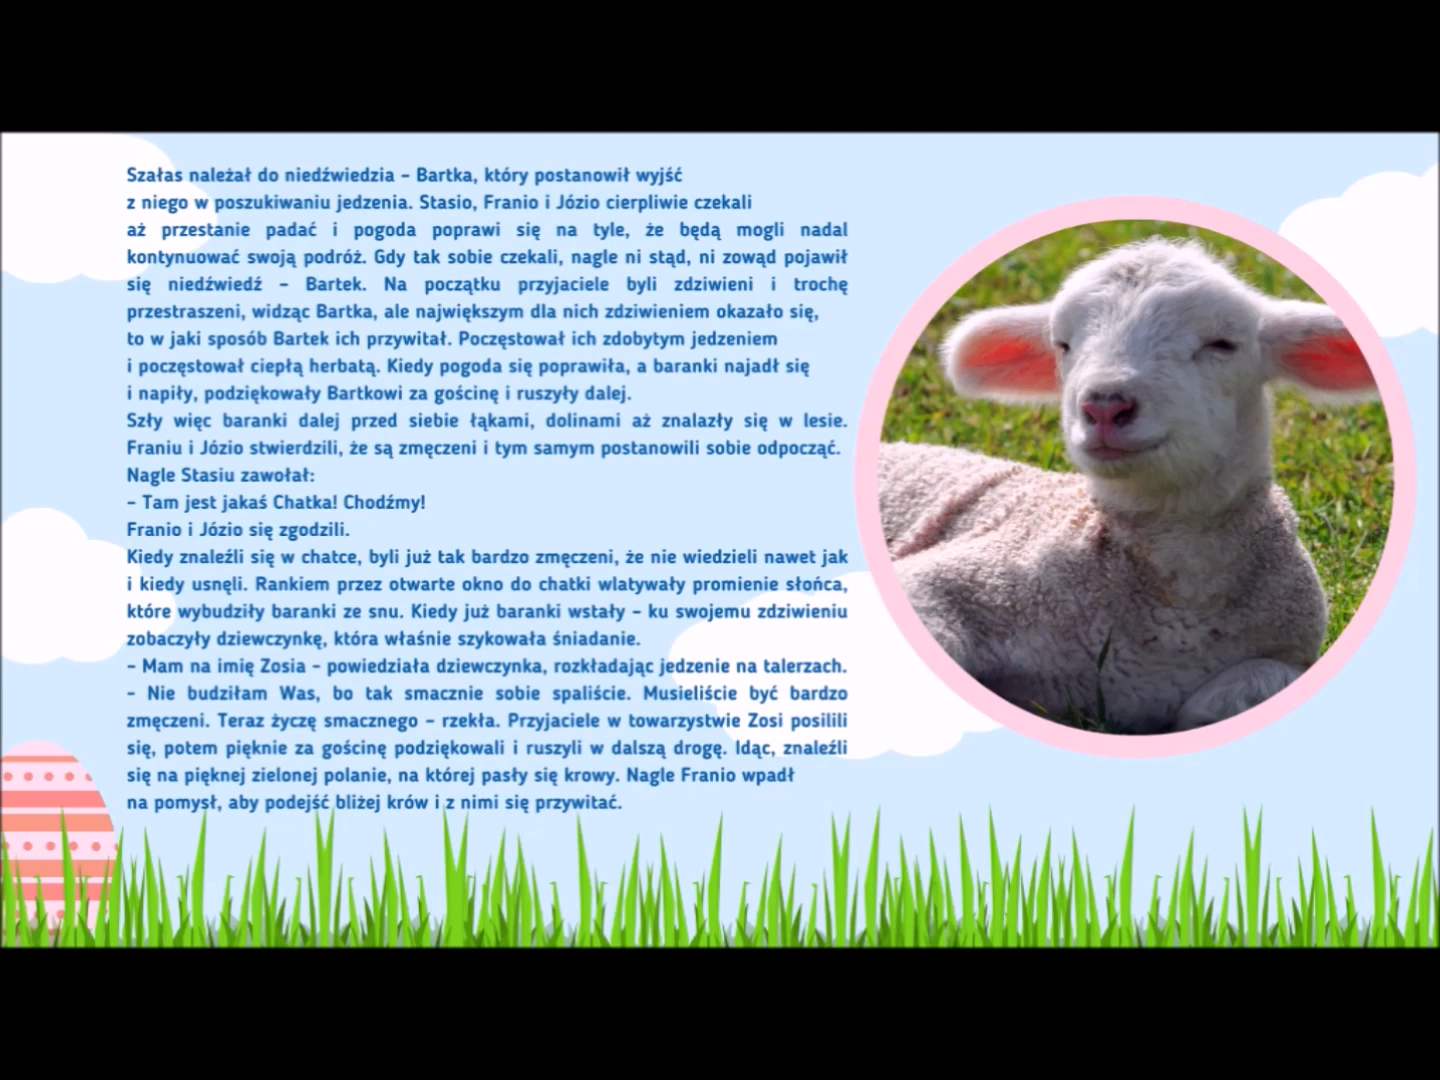 Szałas należał do niedźwiedzia – Bartka, który postanowił wyjść
z niego w poszukiwaniu jedzenia. Stasio, Franio i Józio cierpliwie czekali
aż przestanie padać i pogoda poprawi się na tyle, że będą mogli nadal
kontynuować swoją podróż. Gdy tak sobie czekali, nagle ni stąd, ni zowąd pojawił
się niedźwiedź – Bartek. Na początku przyjaciele byli zdziwieni i trochę
przestraszeni, widząc Bartka, ale największym dla nich zdziwieniem okazało się,
to w jaki sposób Bartek ich przywitał. Poczęstował ich zdobytym jedzeniem
i poczęstował ciepłą herbatą. Kiedy pogoda się poprawiła, a baranki najadł się
i napiły, podziękowały Bartkowi za gościnę i ruszyły dalej.
Szły więc baranki dalej przed siebie łąkami, dolinami aż znalazły się w lesie.
Franiu i Józio stwierdzili, że są zmęczeni i tym samym postanowili sobie odpocząć.
Nagle Stasiu zawołał:
– Tam jest jakaś Chatka! Chodźmy!
Franio i Józio się zgodzili.
Kiedy znaleźli się w chatce, byli już tak bardzo zmęczeni, że nie wiedzieli nawet jak
i kiedy usnęli. Rankiem przez otwarte okno do chatki wlatywały promienie słońca,
które wybudziły baranki ze snu. Kiedy już baranki wstały – ku swojemu zdziwieniu
zobaczyły dziewczynkę, która właśnie szykowała śniadanie.
– Mam na imię Zosia - powiedziała dziewczynka, rozkładając jedzenie na talerzach.
- Nie budziłam Was, bo tak smacznie sobie spaliście. Musieliście być bardzo
zmęczeni. Teraz życzę smacznego – rzekła. Przyjaciele w towarzystwie Zosi posilili
się, potem pięknie za gościnę podziękowali i ruszyli w dalszą drogę. Idąc, znaleźli
się na pięknej zielonej polanie, na której pasły się krowy. Nagle Franio wpadł
na pomysł, aby podejść bliżej krów i z nimi się przywitać.